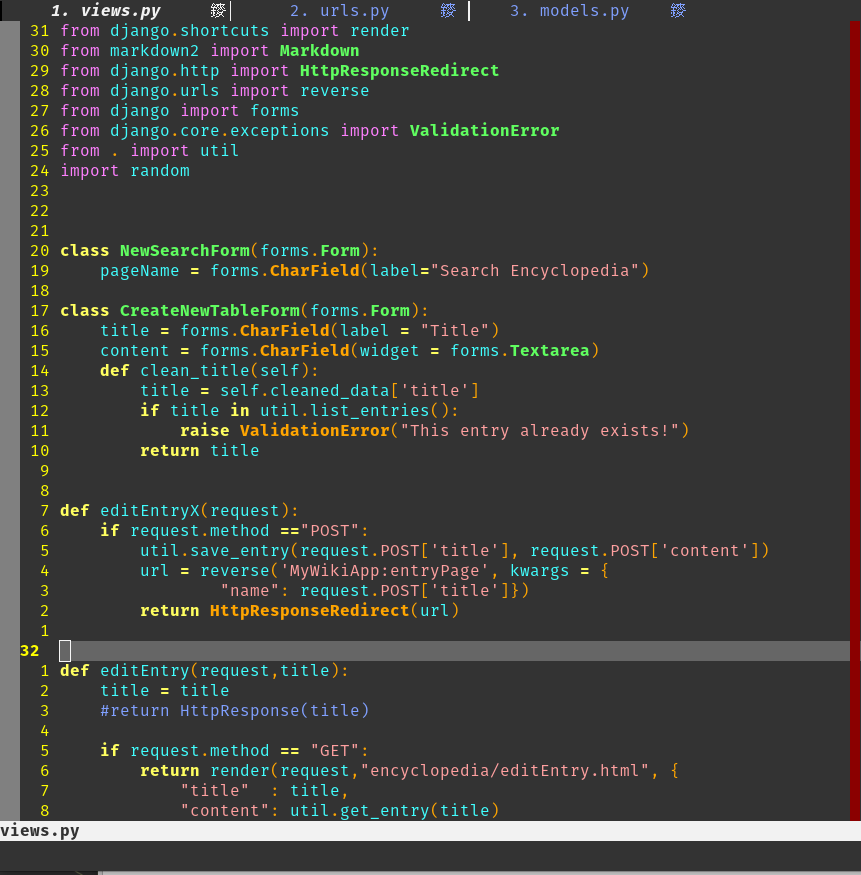 1. views.py 2. urls.py 3. models.py
31 from django.shortcuts import render
30 from markdown2 import Markdown
29 from django.http import HttpResponseRedirect
28 from django.urls import reverse
27 from django import forms
26 from django.core.exceptions import ValidationError
25 from . import util
24 import random
23
22
21
20 class NewSearchForm(forms.Form):
19     pageName = forms.CharField(label="Search Encyclopedia")
18
17 class CreateNewTableForm(forms.Form):
16     title = forms.CharField(label = "Title")
15     content = forms.CharField(widget = forms.Textarea)
14     def clean_title(self):
13         title = self.cleaned_data['title']
12         if title in util.list_entries():
11             raise ValidationError("This entry already exists!")
10         return title
9
8
7 def editEntryX(request):
6     if request.method =="POST":
5         util.save_entry(request.POST['title'], request.POST['content'])
4         url = reverse('MyWikiApp:entryPage', kwargs = {
3                 "name": request.POST['title']})
2         return HttpResponseRedirect(url)
1
32
1 def editEntry(request,title):
2     title = title
3     #return HttpResponse(title)
4
5     if request.method == "GET":
6         return render(request,"encyclopedia/editEntry.html", {
7             "title"  : title,
8             "content": util.get_entry(title)
views.py